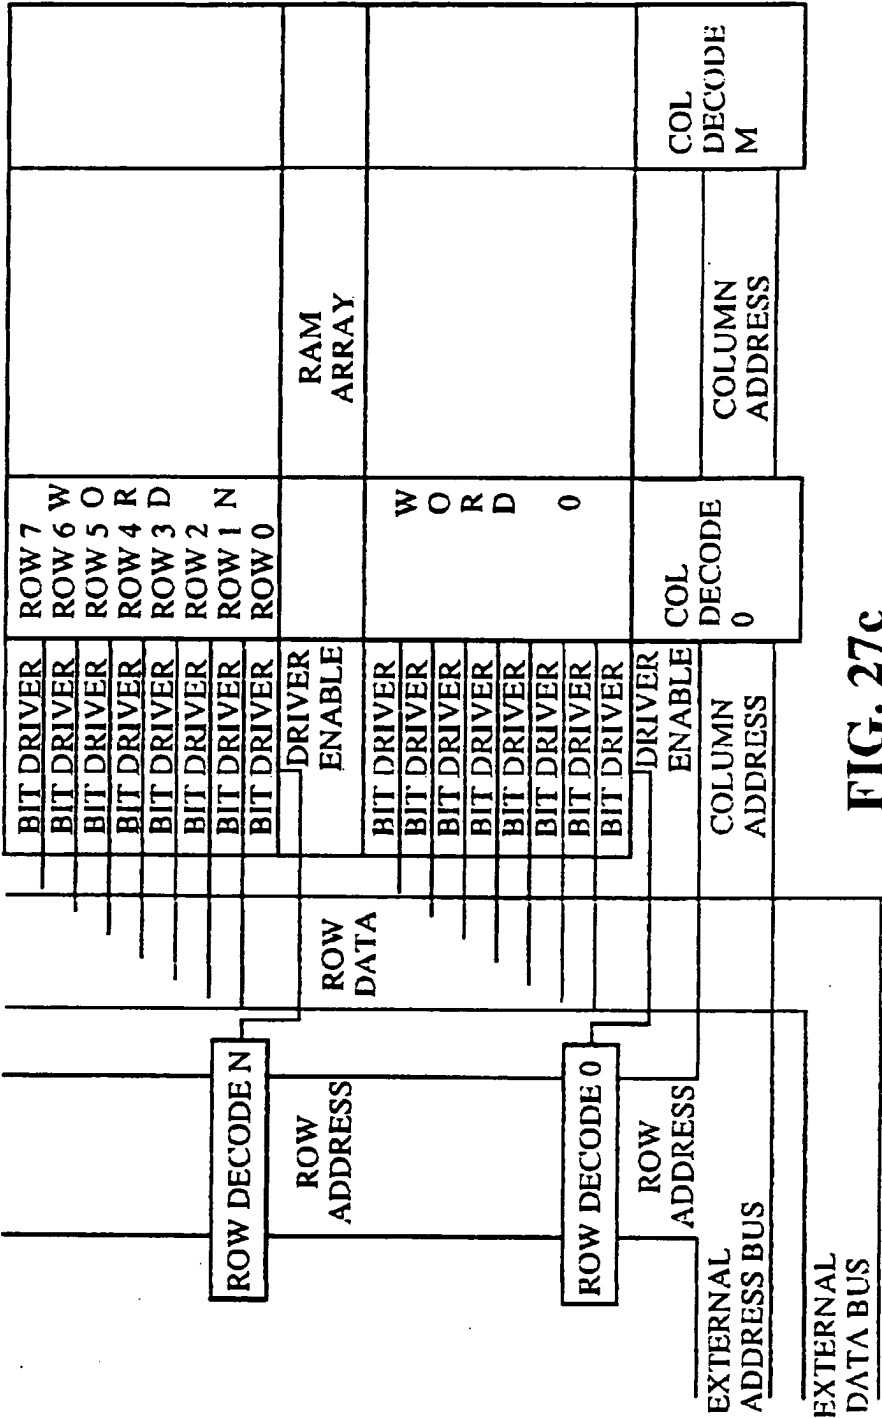 BIT DRIVER
BIT DRIVER
BIT DRIVER
BIT DRIVER
BIT DRIVER
BIT DRIVER
BIT DRIVER
BIT DRIVER
ROW 7
ROW 6
ROW 5
ROW 4
ROW 3
ROW 2
ROW 1
ROW 0
W
O
R
D
N
DRIVER
ENABLE
ROW DECODE N
ROW
ADDRESS
ROW
DATA
RAM
ARRAY
BIT DRIVER
BIT DRIVER
BIT DRIVER
BIT DRIVER
BIT DRIVER
BIT DRIVER
BIT DRIVER
BIT DRIVER
W
O
R
D
0
ROW DECODE 0
ROW
ADDRESS
DRIVER
ENABLE
COL
DECODE
0
COL
DECODE
M
EXTERNAL
ADDRESS BUS
COLUMN
ADDRESS
COLUMN
ADDRESS
EXTERNAL
DATA BUS
FIG. 27c